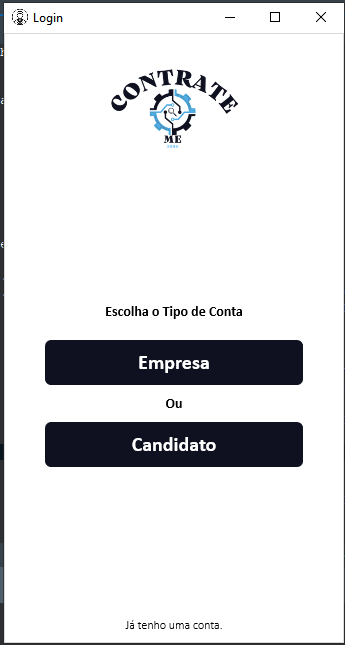 Login
CONTRATE
ME
Escolha o Tipo de Conta
Empresa
Ou
Candidato
Já tenho uma conta.